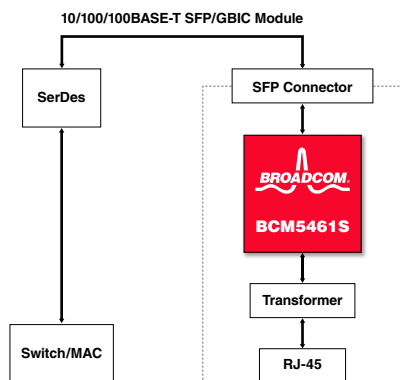 10/100/100BASE-T SFP/GBIC Module
SerDes
SFP Connector
BROADCOM.
BCM5461S
Transformer
Switch/MAC
RJ-45